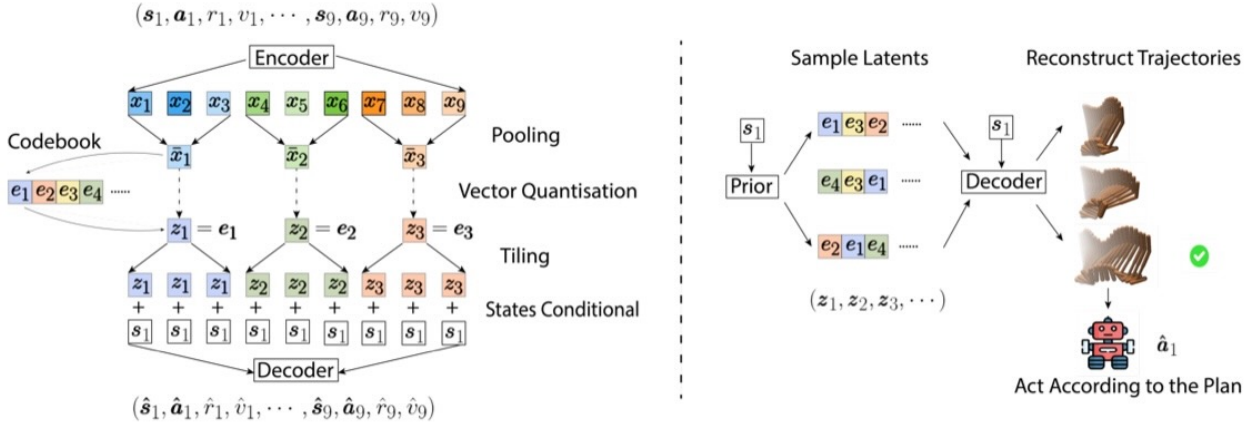 (s₁, a₁, r₁, v₁, ⋯ , s₉, a₉, r₉, v₉)
Encoder
x₁ x₂ x₃ x₄ x₅ x₆ x₇ x₈ x₉
Pooling
Codebook
x̄₁ x̄₂ x̄₃
e₁ e₂ e₃ e₄ ......
Vector Quantisation
z₁ = e₁ z₂ = e₂ z₃ = e₃
Tiling
z₁ z₁ z₁ z₂ z₂ z₂ z₃ z₃ z₃
+ + + + + + + + +
States Conditional
s₁ s₁ s₁ s₁ s₁ s₁ s₁ s₁ s₁
Decoder
(ŝ₁, â₁, r̂₁, v̂₁, ⋯ , ŝ₉, â₉, r̂₉, v̂₉)
Sample Latents
s₁
Prior
e₁ e₃ e₂ ......
e₄ e₃ e₁ ......
e₂ e₁ e₄ ......
(z₁, z₂, z₃, ⋯ )
Reconstruct Trajectories
s₁
Decoder
â₁
Act According to the Plan